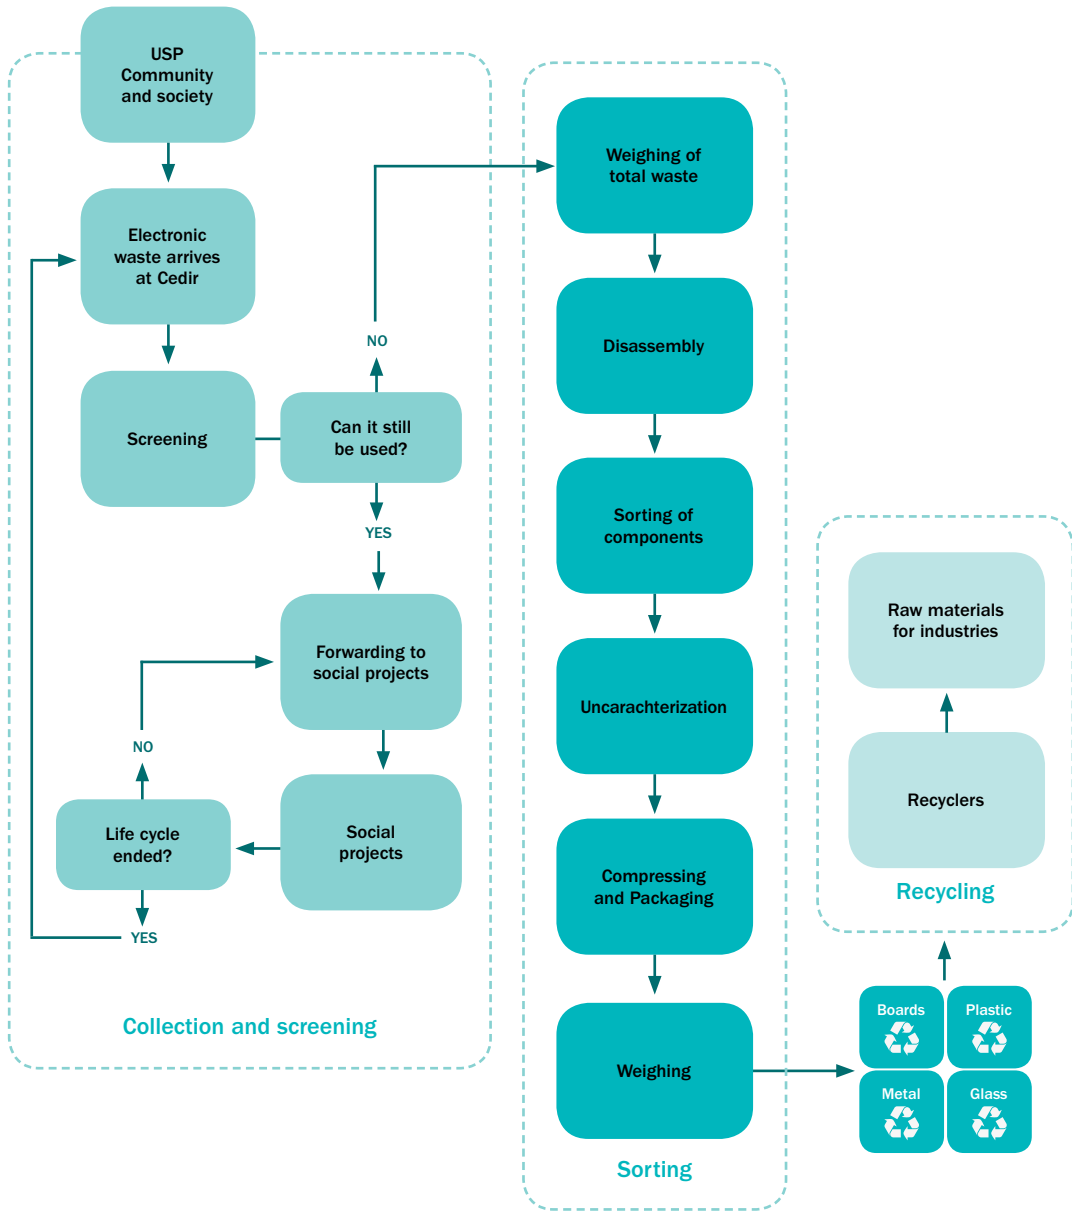 USP
Community
and society
Electronic
waste arrives
at Cedir
Screening
Can it still
be used?
NO
YES
Forwarding to
social projects
Social
projects
Life cycle
ended?
NO
YES
Collection and screening
Weighing of
total waste
Disassembly
Sorting of
components
Uncarachterization
Compressing
and Packaging
Weighing
Sorting
Boards
Plastic
Metal
Glass
Raw materials
for industries
Recyclers
Recycling